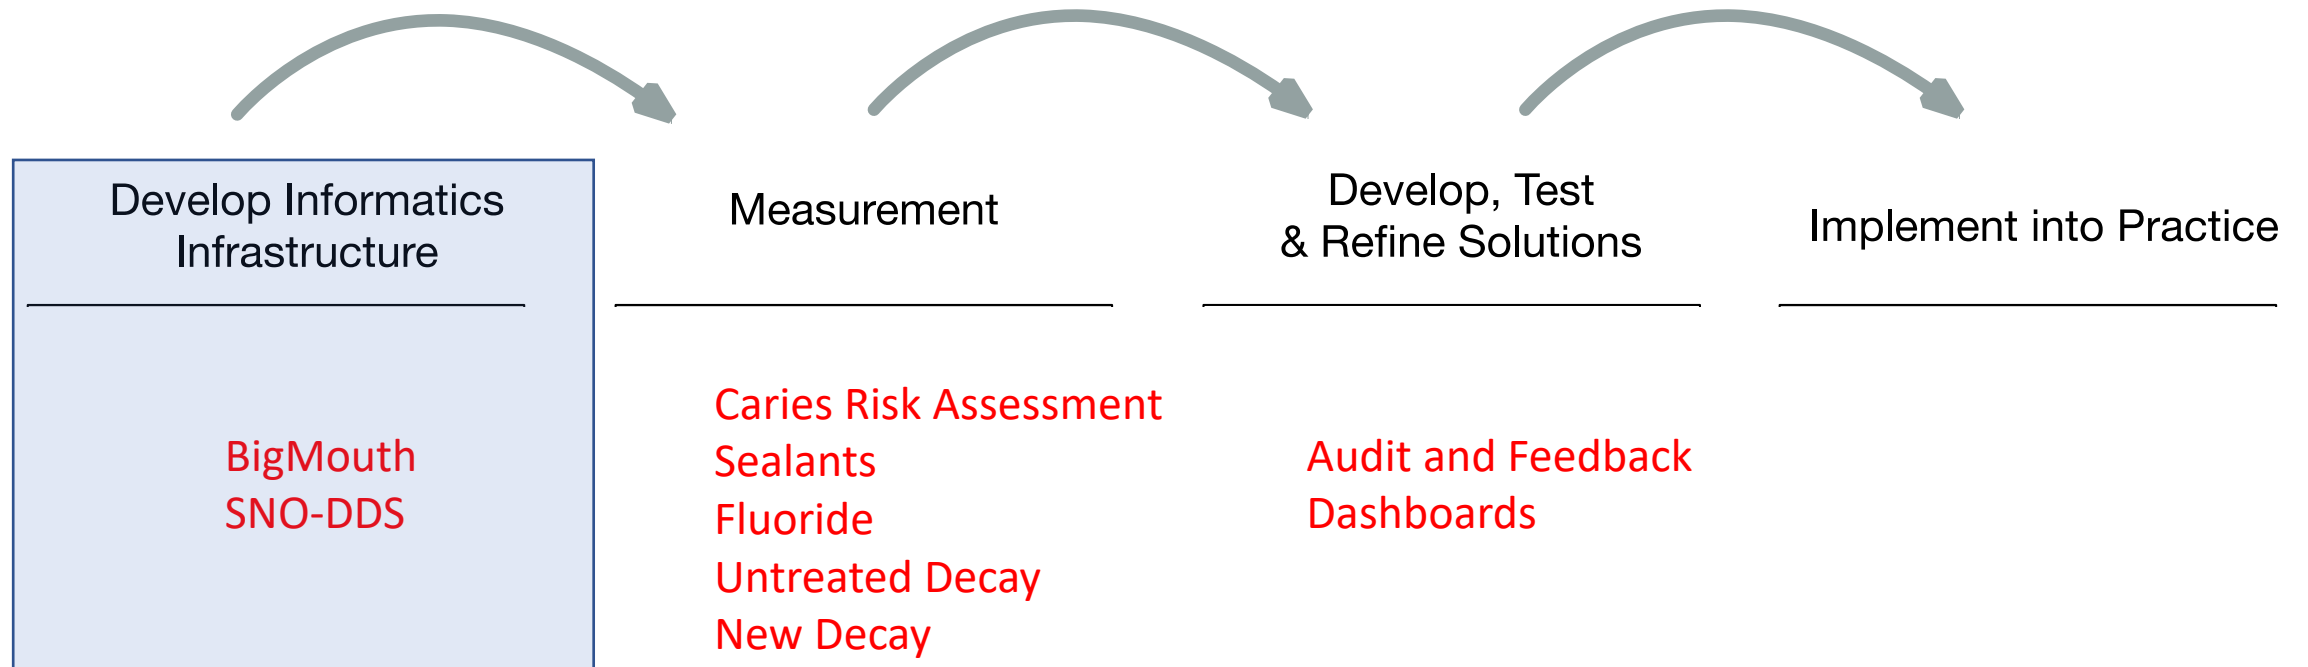 Develop Informatics
Infrastructure
Measurement
Develop, Test
& Refine Solutions
Implement into Practice
BigMouth
SNO-DDS
Caries Risk Assessment
Sealants
Fluoride
Untreated Decay
New Decay
Audit and Feedback
Dashboards